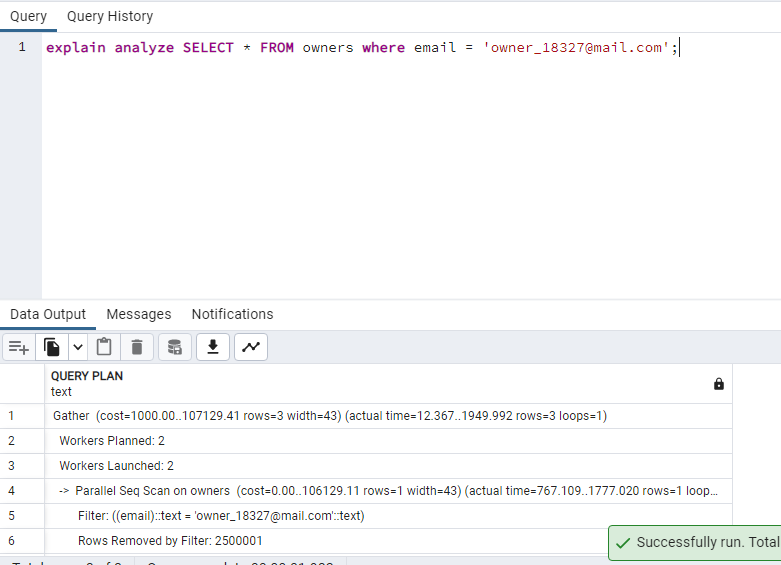 Query Query History
1 explain analyze SELECT * FROM owners where email = 'owner_18327@mail.com';
Data Output Messages Notifications
QUERY PLAN
text
1 Gather (cost=1000.00..107129.41 rows=3 width=43) (actual time=12.367..1949.992 rows=3 loops=1)
2 Workers Planned: 2
3 Workers Launched: 2
4 -> Parallel Seq Scan on owners (cost=0.00..106129.11 rows=1 width=43) (actual time=767.109..1777.020 rows=1 loop...
5 Filter: ((email)::text = 'owner_18327@mail.com'::text)
6 Rows Removed by Filter: 2500001
Successfully run. Total